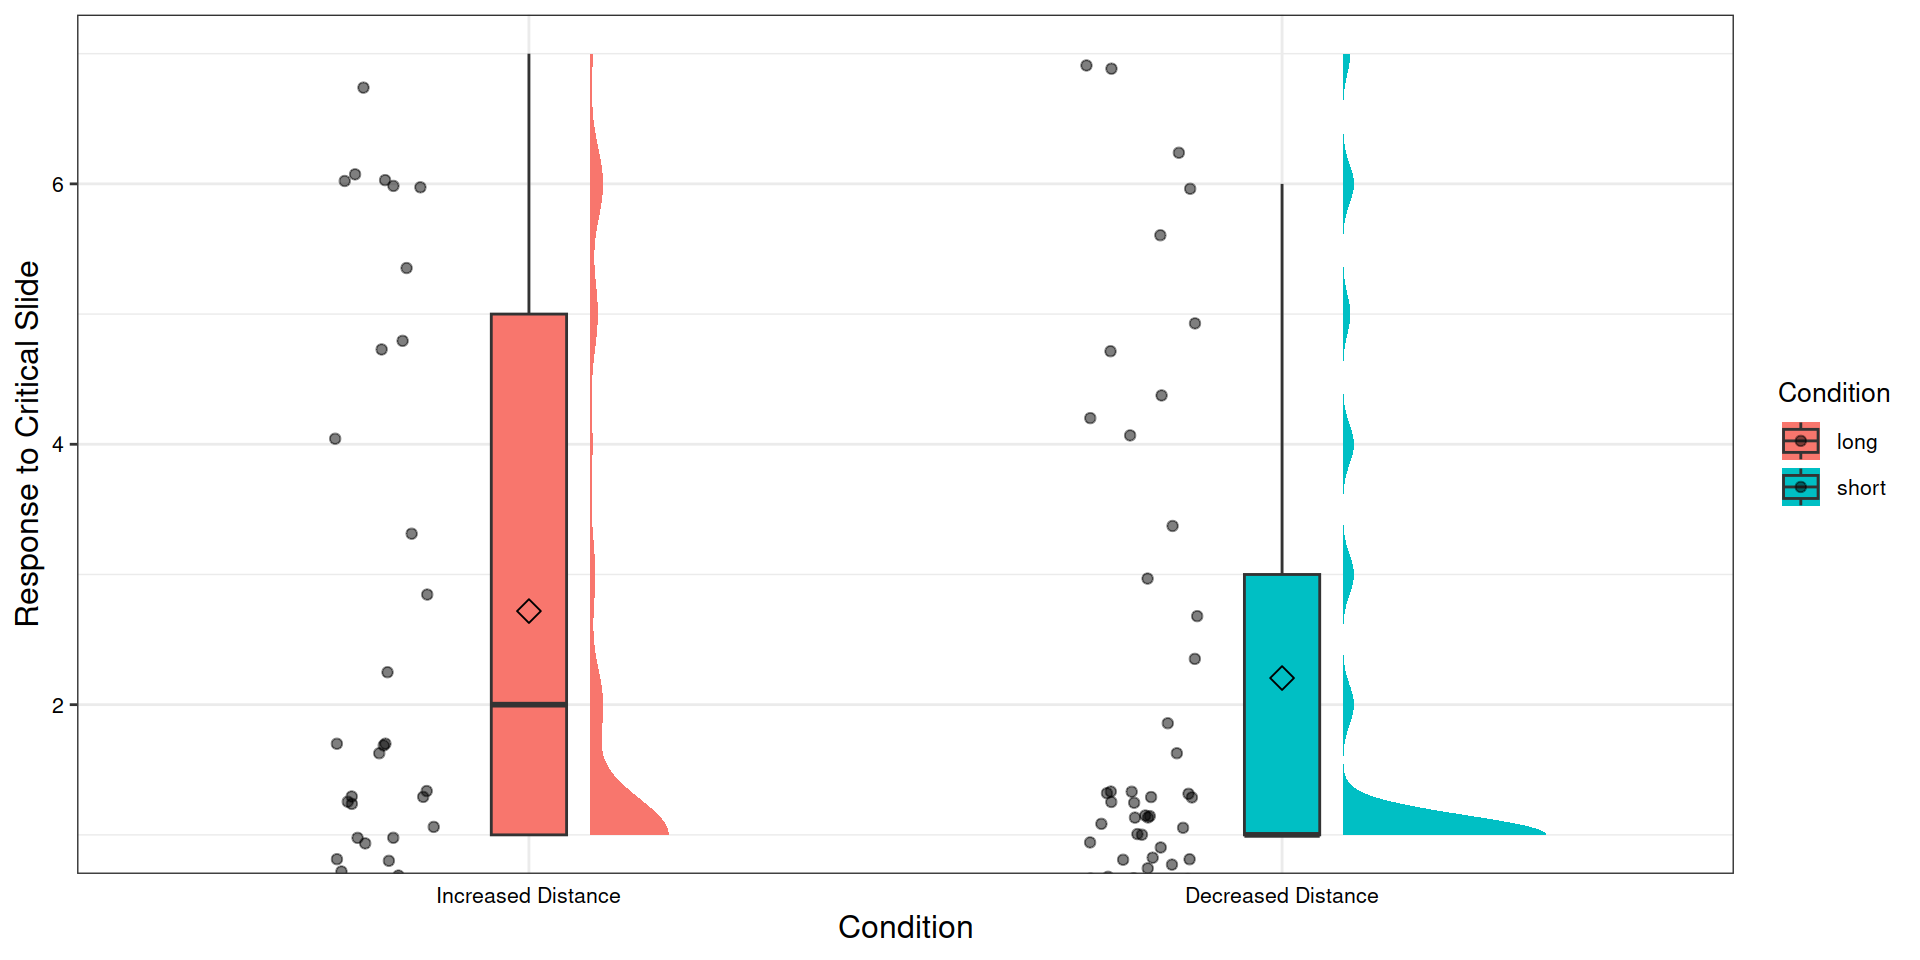 Response to Critical Slide
6
4
2
Increased Distance
Decreased Distance
Condition
Condition
long
short